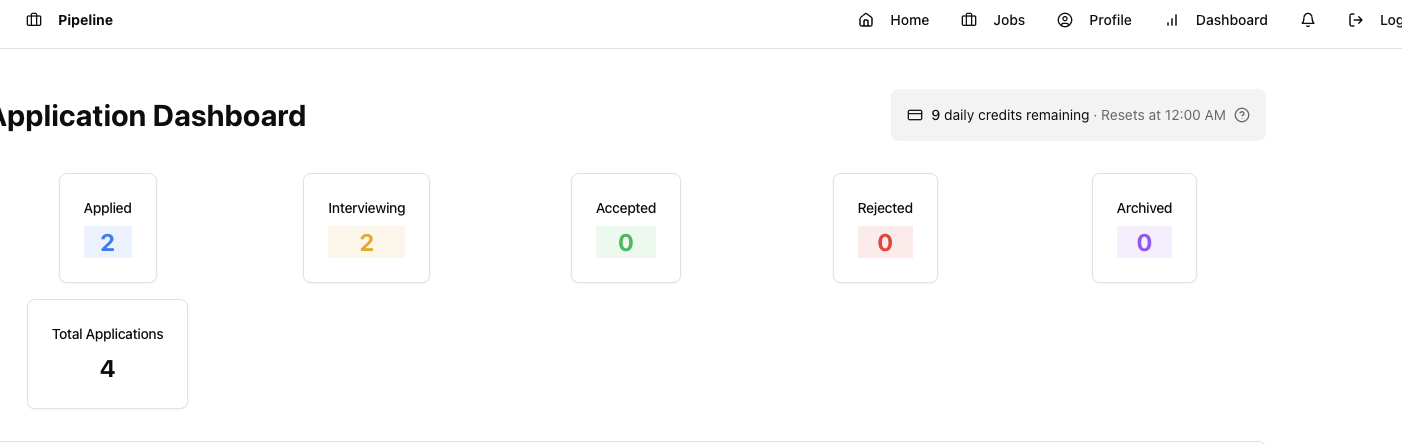 Pipeline
Home
Jobs
Profile
Dashboard
Log
Application Dashboard
9 daily credits remaining · Resets at 12:00 AM
Applied
2
Interviewing
2
Accepted
0
Rejected
0
Archived
0
Total Applications
4